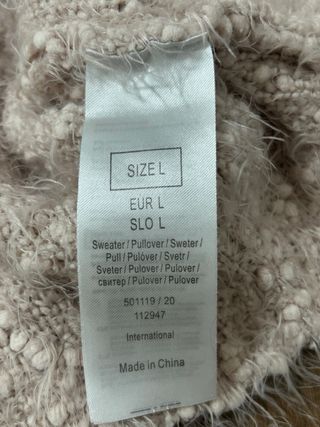 SIZE L
EUR L
SLO L
Sweater / Pullover / Sweter /
Pull / Pulóver / Svetr /
Sveter / Pulover / Pulover /
свитер / Pulover / Pulover
501119 / 20
112947
International
Made in China